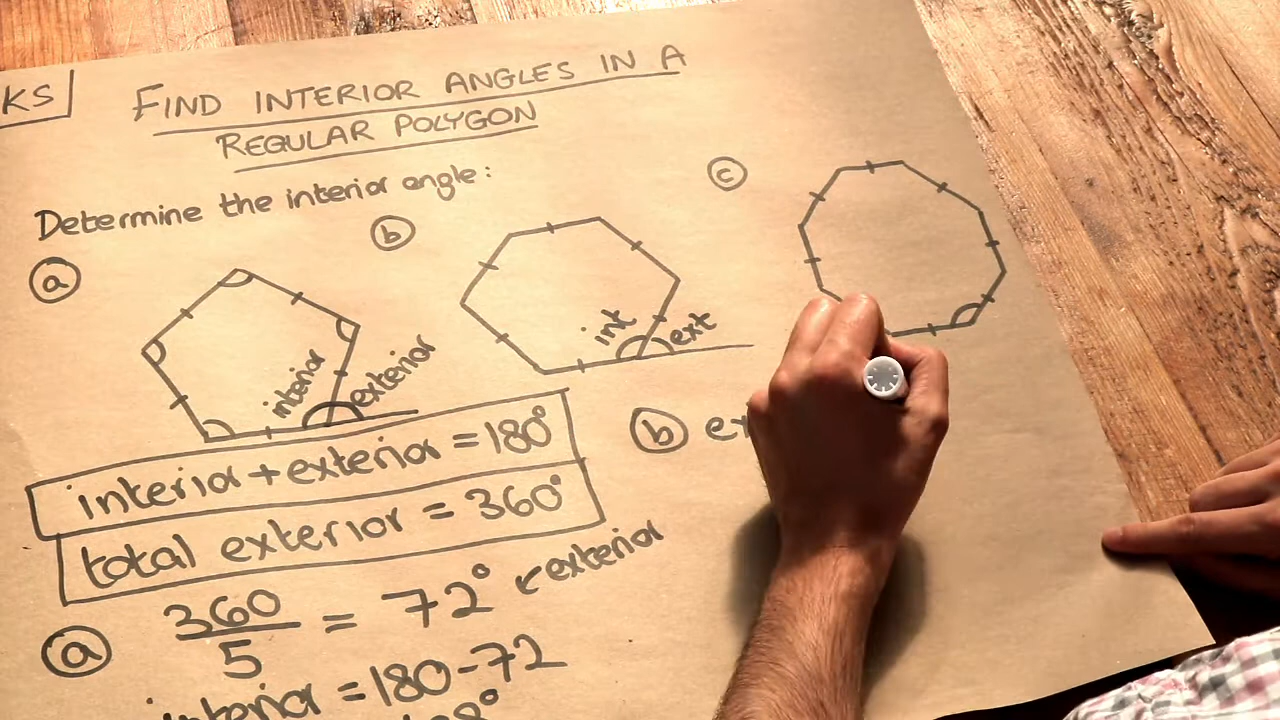 KS
FIND INTERIOR ANGLES IN A
REGULAR POLYGON
Determine the interior angle:
a
b
c
interior
exterior
int
ext
interior + exterior = 180°
total exterior = 360°
a 360/5 = 72° ← exterior
interior = 180-72
b ex